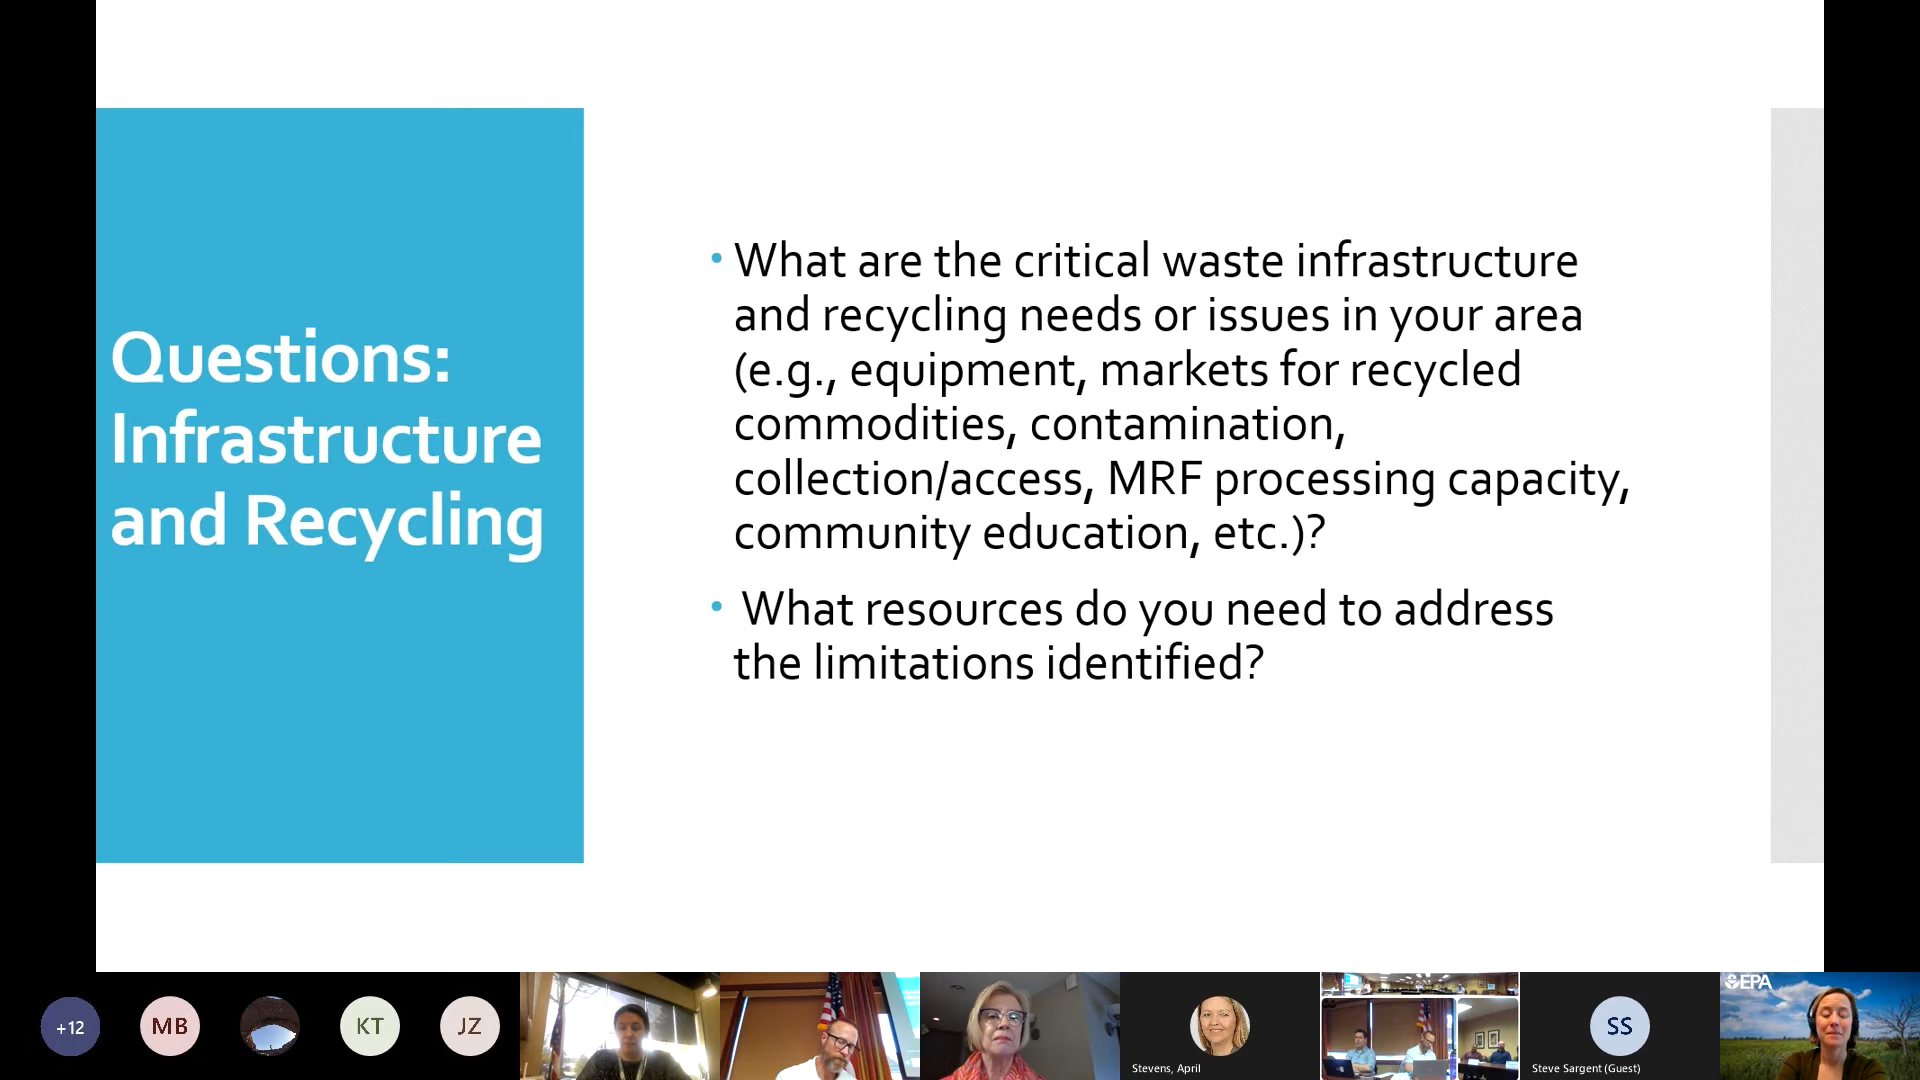 Questions:
Infrastructure
and Recycling
• What are the critical waste infrastructure
and recycling needs or issues in your area
(e.g., equipment, markets for recycled
commodities, contamination,
collection/access, MRF processing capacity,
community education, etc.)?
• What resources do you need to address
the limitations identified?
+12
MB
KT
JZ
Stevens, April
SS
Steve Sargent (Guest)
EPA